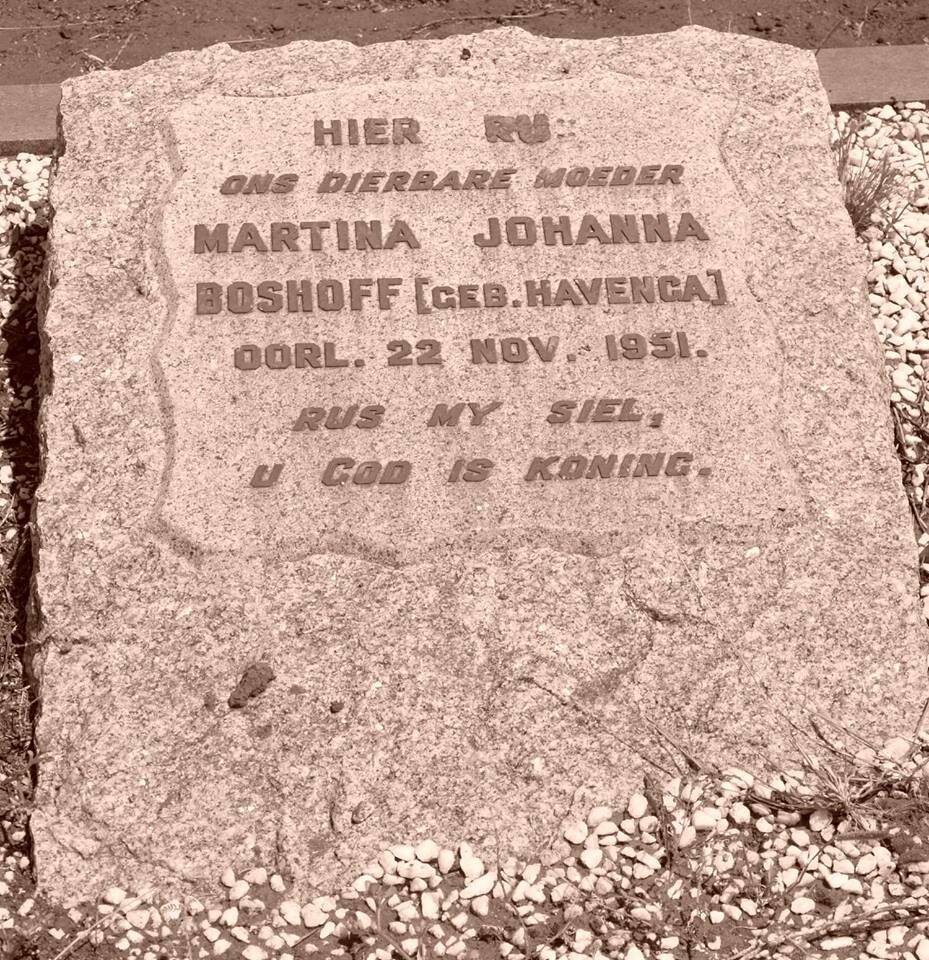 HIER RU:
ONS DIERBARE MOEDER
MARTINA JOHANNA
BOSHOFF [GEB. HAVENGA]
OORL. 22 NOV. 1951.
RUS MY SIEL,
U GOD IS KONING.